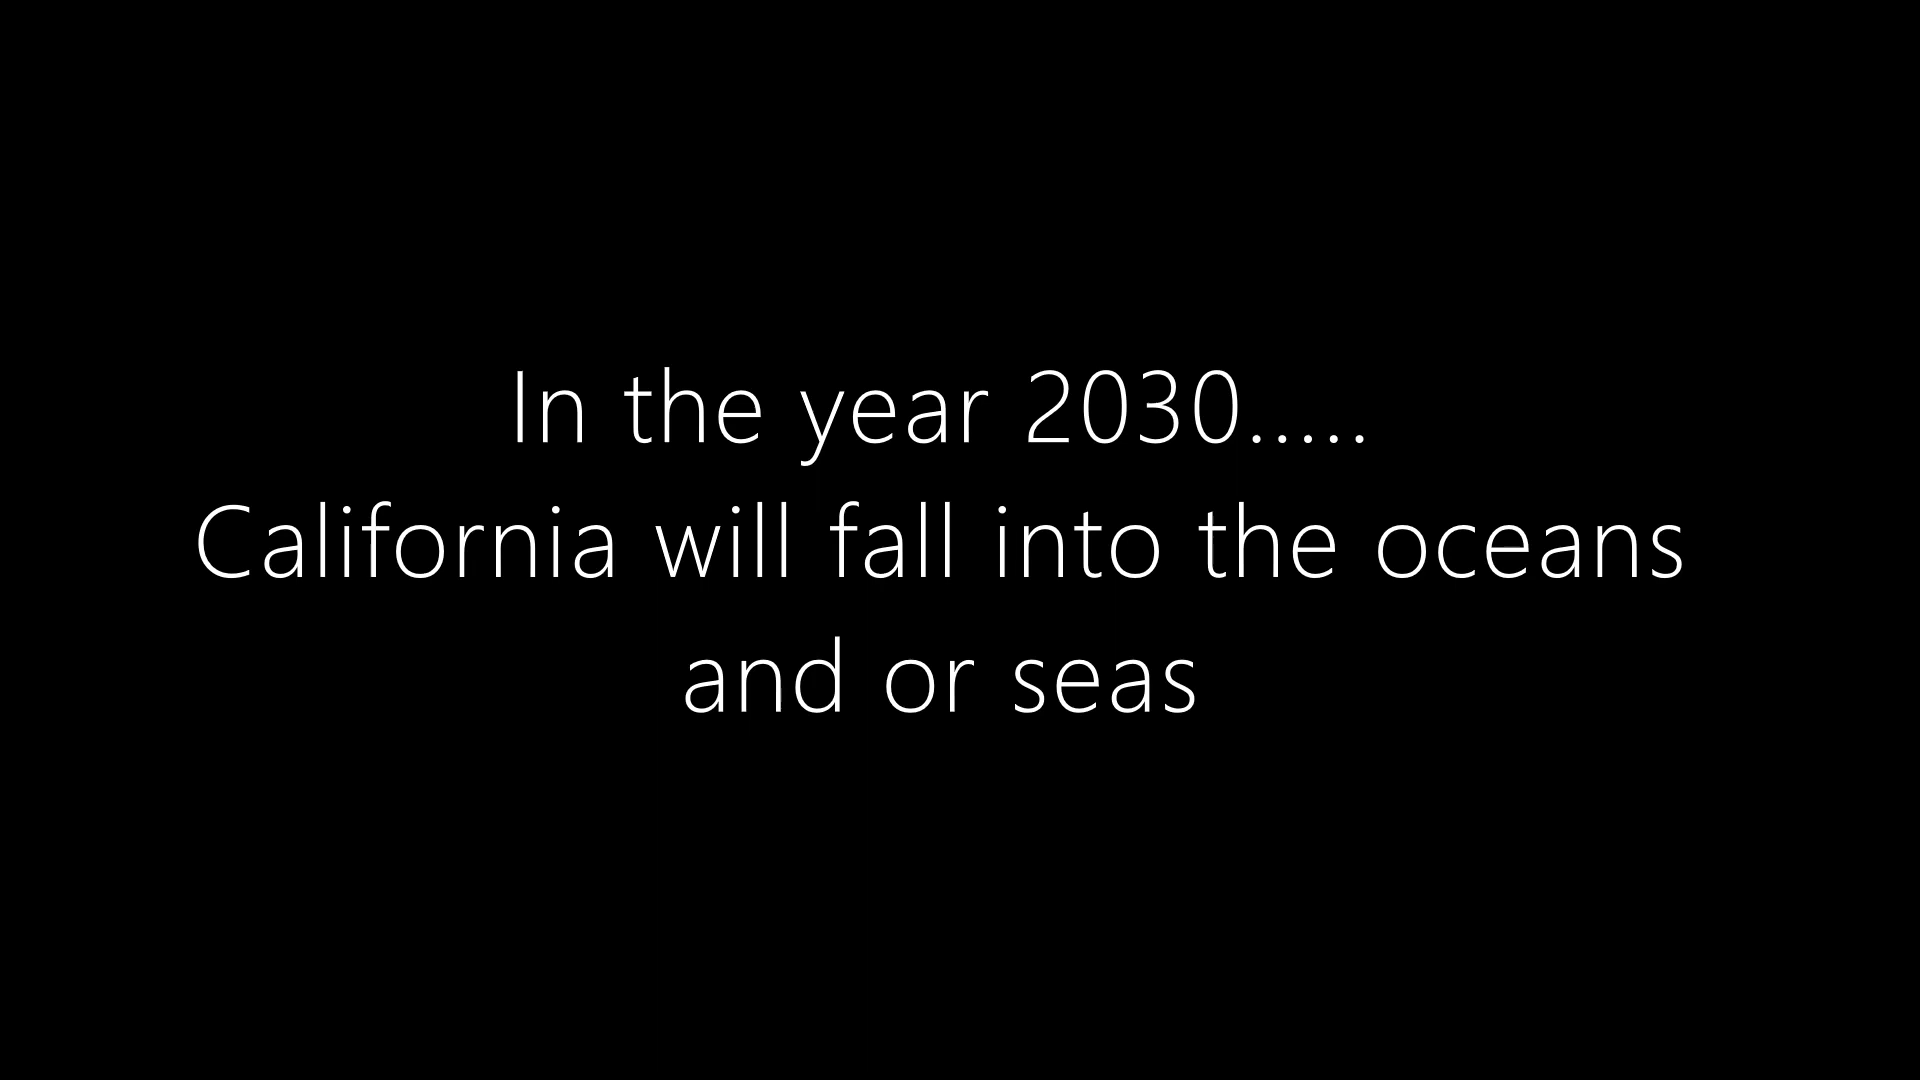 In the year 2030.....
California will fall into the oceans
and or seas